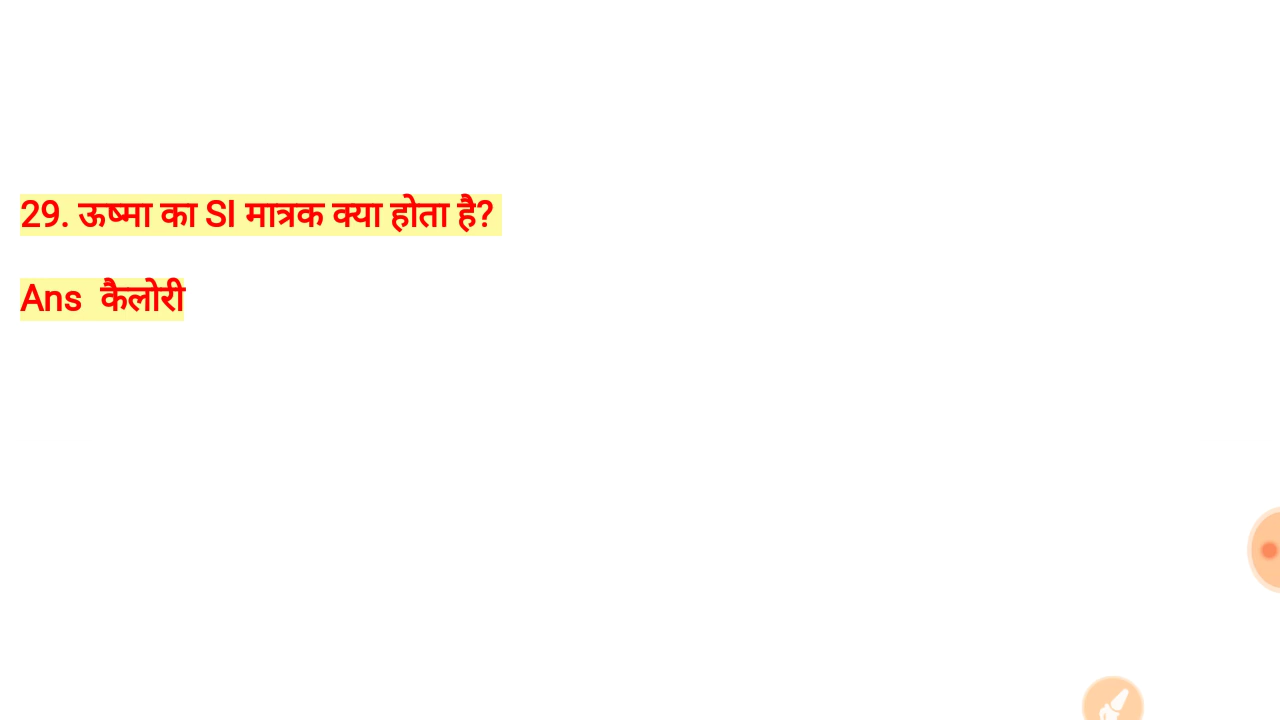 29. ऊष्मा का SI मात्रक क्या होता है?
Ans कैलोरी